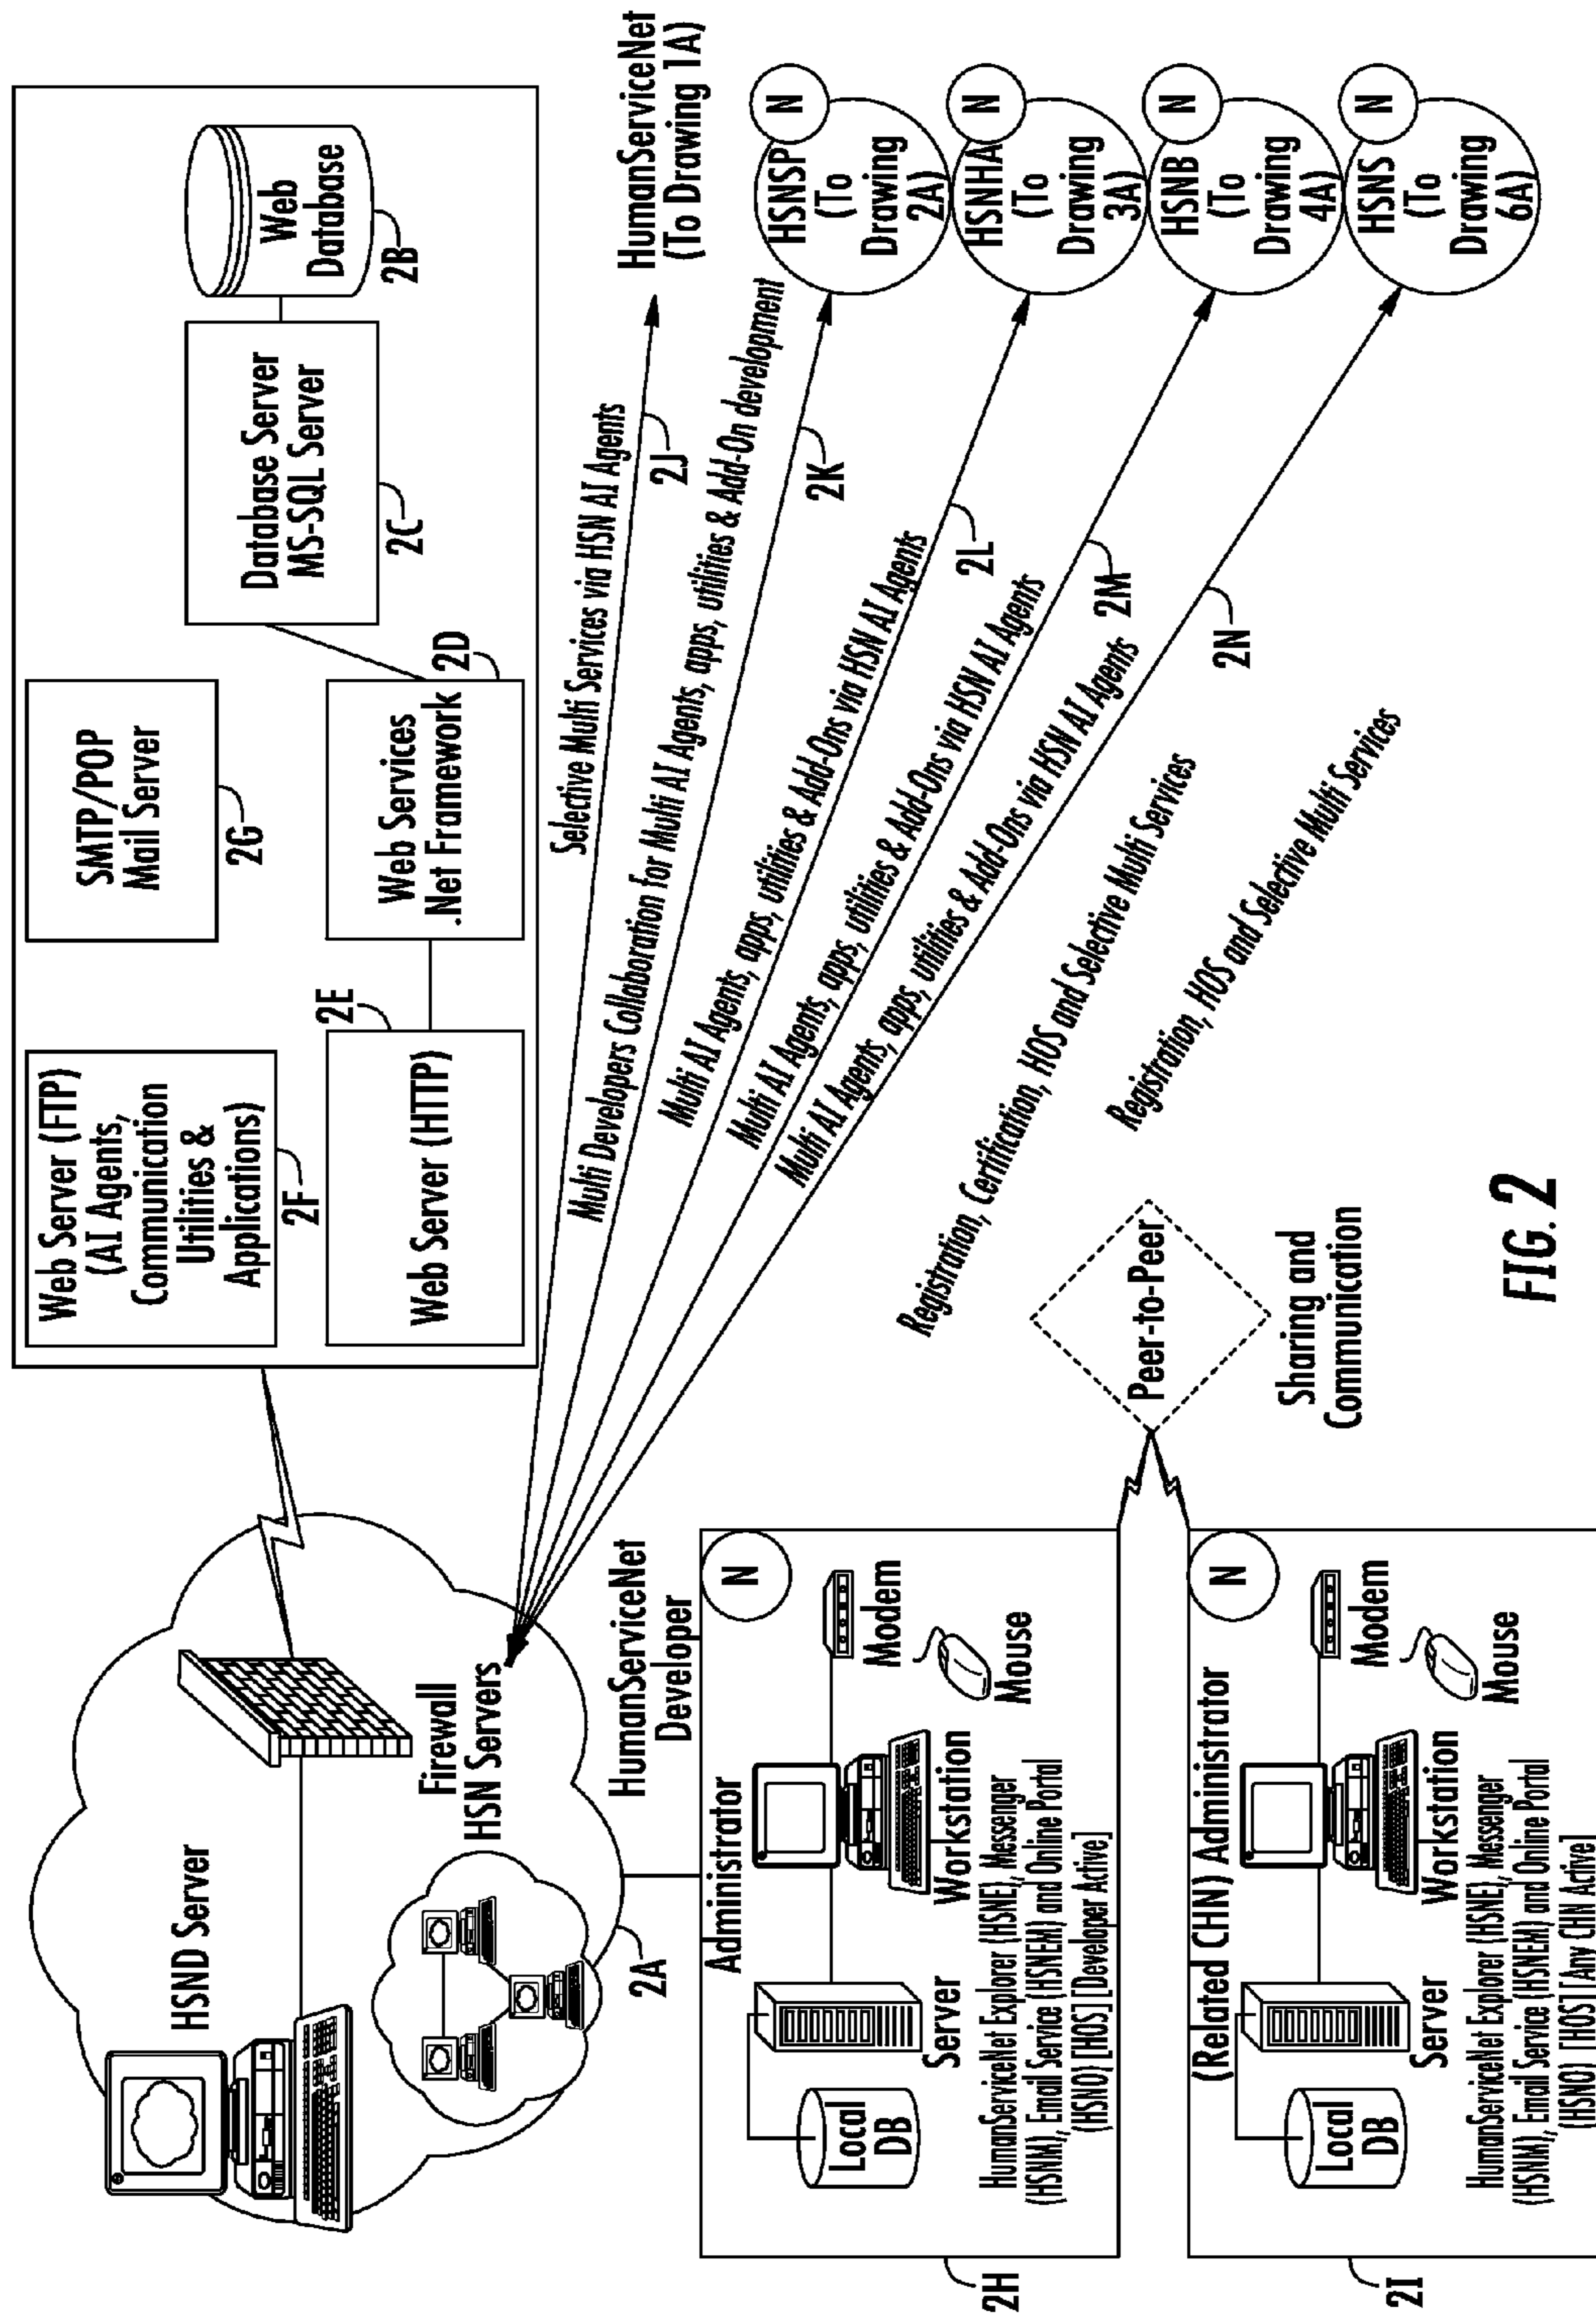 HSND Server
Firewall
HSN Servers
2A
Web Server (FTP)
(AI Agents,
Communication
Utilities &
Applications)
2F
SMTP/POP
Mail Server
2G
Web Server (HTTP)
2E
Web Services
.Net Framework
2D
Database Server
MS-SQL Server
2C
Web
Database
2B
Selective Multi Services via HSN AI Agents
2J
HumanServiceNet
(To Drawing 1A)
Multi Developers Collaboration for Multi AI Agents, apps, utilities & Add-On development
2K
HSNSP
(To
Drawing
2A)
N
Multi AI Agents, apps, utilities & Add-Ons via HSN AI Agents
2L
HSNHA
(To
Drawing
3A)
N
Multi AI Agents, apps, utilities & Add-Ons via HSN AI Agents
2M
HSNB
(To
Drawing
4A)
N
Multi AI Agents, apps, utilities & Add-Ons via HSN AI Agents
2N
HSNS
(To
Drawing
6A)
N
Registration, Certification, HOS and Selective Multi Services
Registration, HOS and Selective Multi Services
HumanServiceNet
Developer
Administrator
N
Local
DB
Server
Workstation
Modem
Mouse
HumanServiceNet Explorer (HSNE), Messenger
(HSNM), Email Service (HSNEM) and Online Portal
(HSNO) [HOS] [Developer Active]
2H
Peer-to-Peer
Sharing and
Communication
(Related CHN) Administrator
N
Local
DB
Server
Workstation
Modem
Mouse
HumanServiceNet Explorer (HSNE), Messenger
(HSNM), Email Service (HSNEM) and Online Portal
(HSNO) [HOS] [Any CHN Active]
2I
FIG. 2